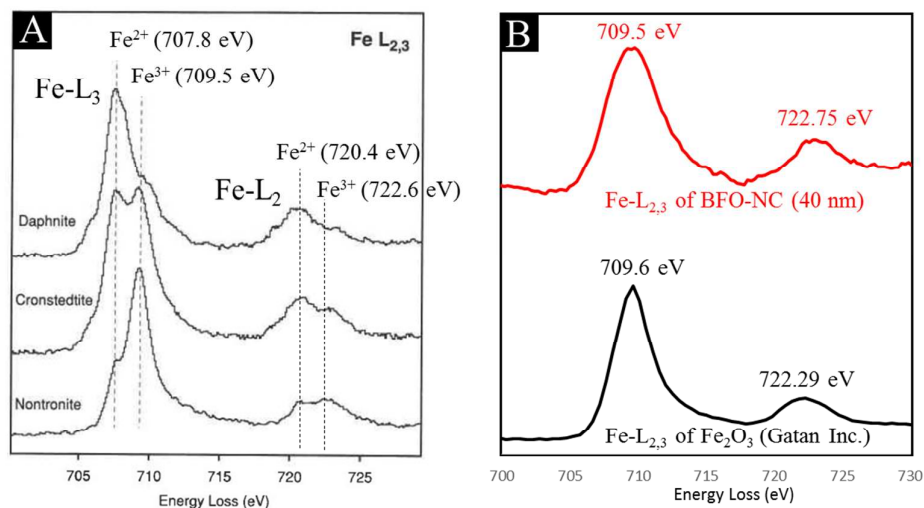 A
Fe²⁺ (707.8 eV)
Fe L₂,₃
Fe³⁺ (709.5 eV)
Fe-L₃
Fe²⁺ (720.4 eV)
Fe-L₂
Fe³⁺ (722.6 eV)
Daphnite
Cronstedtite
Nontronite
705 710 715 720 725
Energy Loss (eV)
B
709.5 eV
722.75 eV
Fe-L₂,₃ of BFO-NC (40 nm)
709.6 eV
722.29 eV
Fe-L₂,₃ of Fe₂O₃ (Gatan Inc.)
700 705 710 715 720 725 730
Energy Loss (eV)